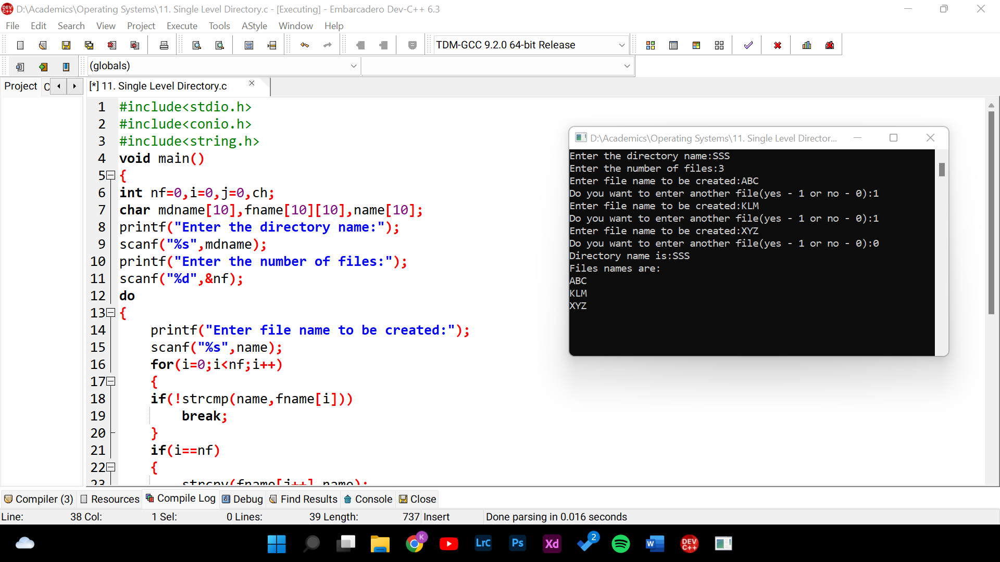 D:\Academics\Operating Systems\11. Single Level Directory.c - [Executing] - Embarcadero Dev-C++ 6.3
File Edit Search View Project Execute Tools AStyle Window Help
TDM-GCC 9.2.0 64-bit Release
(globals)
Project C [*] 11. Single Level Directory.c
1 #include<stdio.h>
2 #include<conio.h>
3 #include<string.h>
4 void main()
5 {
6 int nf=0,i=0,j=0,ch;
7 char mdname[10],fname[10][10],name[10];
8 printf("Enter the directory name:");
9 scanf("%s",mdname);
10 printf("Enter the number of files:");
11 scanf("%d",&nf);
12 do
13 {
14 printf("Enter file name to be created:");
15 scanf("%s",name);
16 for(i=0;i<nf;i++)
17 {
18 if(!strcmp(name,fname[i]))
19 break;
20 }
21 if(i==nf)
22 {
23 strcpy(fname[j++],name);
D:\Academics\Operating Systems\11. Single Level Director...
Enter the directory name:SSS
Enter the number of files:3
Enter file name to be created:ABC
Do you want to enter another file(yes - 1 or no - 0):1
Enter file name to be created:KLM
Do you want to enter another file(yes - 1 or no - 0):1
Enter file name to be created:XYZ
Do you want to enter another file(yes - 1 or no - 0):0
Directory name is:SSS
Files names are:
ABC
KLM
XYZ
Compiler (3) Resources Compile Log Debug Find Results Console Close
Line: 38 Col: 1 Sel: 0 Lines: 39 Length: 737 Insert Done parsing in 0.016 seconds
K LrC Ps Xd 2 W DEV C++